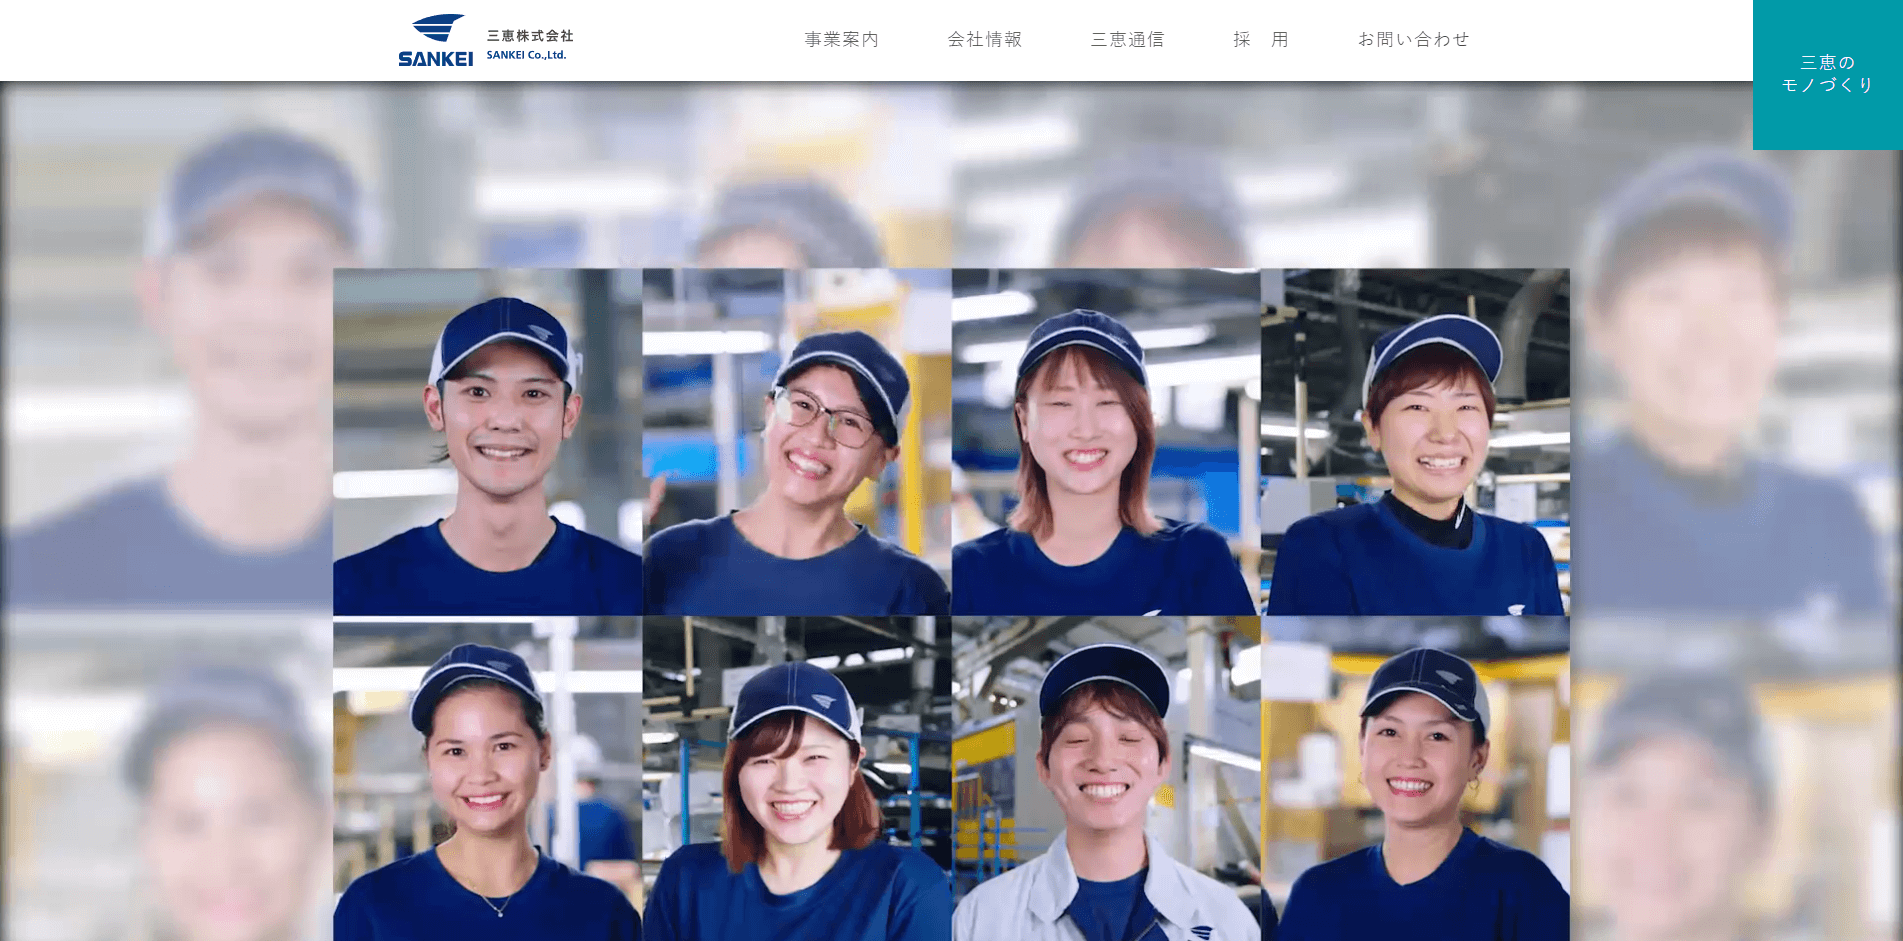 SANKEI
三恵株式会社
SANKEI Co.,Ltd.
事業案内
会社情報
三恵通信
採　用
お問い合わせ
三恵の
モノづくり